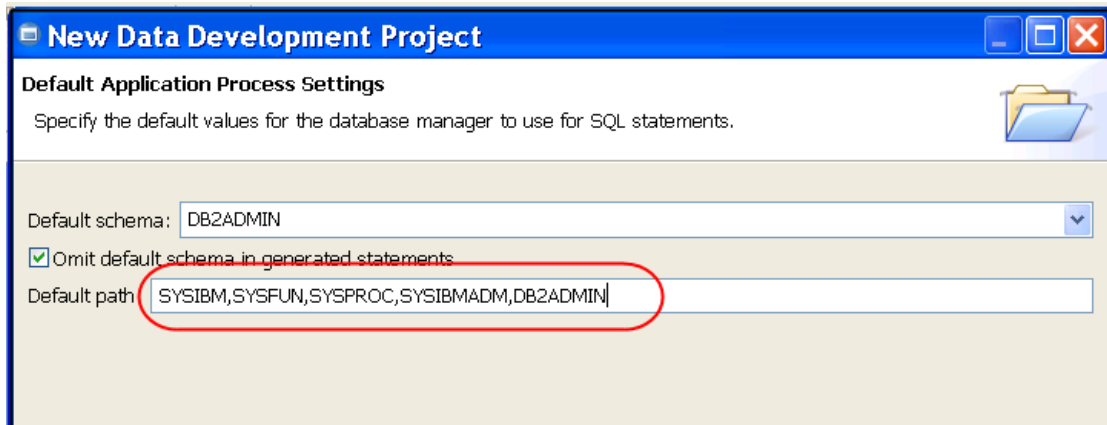 New Data Development Project
Default Application Process Settings
Specify the default values for the database manager to use for SQL statements.
Default schema: DB2ADMIN
Omit default schema in generated statements
Default path SYSIBM,SYSFUN,SYSPROC,SYSIBMADM,DB2ADMIN